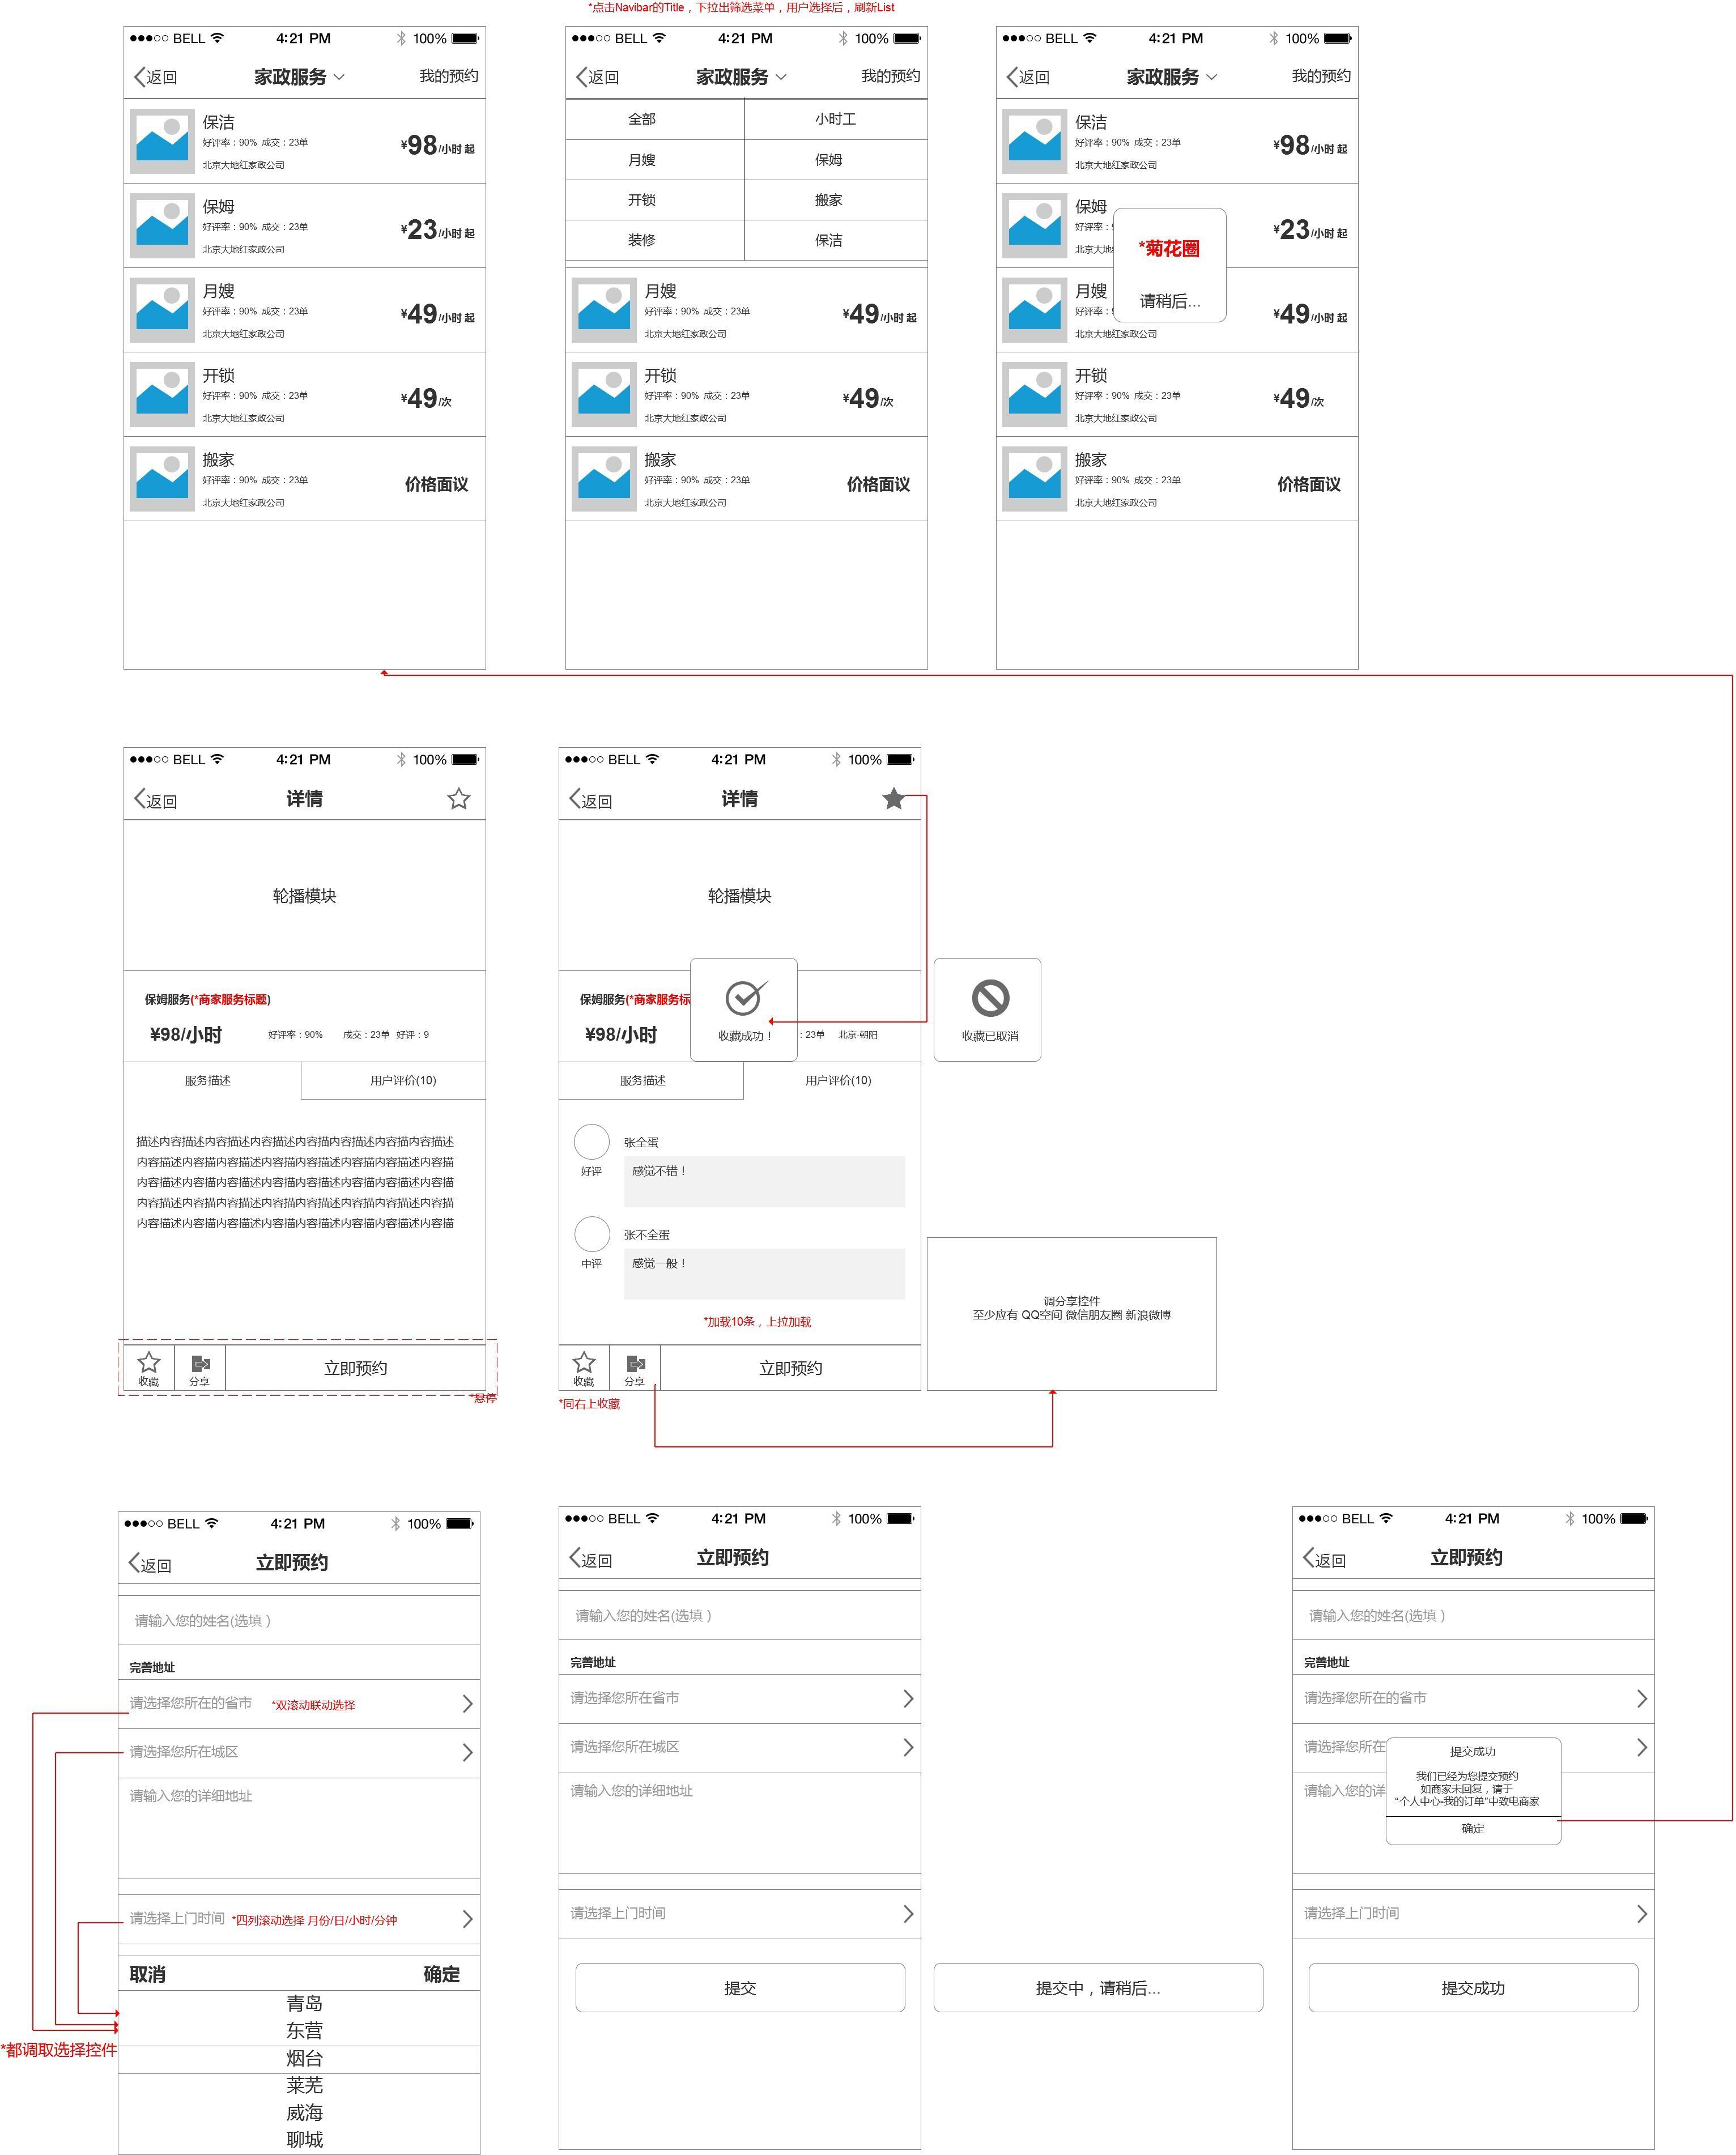 *点击Navibar的Title，下拉出筛选菜单，用户选择后，刷新List
BELL 4:21 PM 100%
返回 家政服务 我的预约
保洁
好评率：90% 成交：23单
北京大地红家政公司
¥98/小时 起
保姆
好评率：90% 成交：23单
北京大地红家政公司
¥23/小时 起
月嫂
好评率：90% 成交：23单
北京大地红家政公司
¥49/小时 起
开锁
好评率：90% 成交：23单
北京大地红家政公司
¥49/次
搬家
好评率：90% 成交：23单
北京大地红家政公司
价格面议
BELL 4:21 PM 100%
返回 家政服务 我的预约
全部 小时工
月嫂 保姆
开锁 搬家
装修 保洁
月嫂
好评率：90% 成交：23单
北京大地红家政公司
¥49/小时 起
开锁
好评率：90% 成交：23单
北京大地红家政公司
¥49/次
搬家
好评率：90% 成交：23单
北京大地红家政公司
价格面议
BELL 4:21 PM 100%
返回 家政服务 我的预约
保洁
好评率：90% 成交：23单
北京大地红家政公司
¥98/小时 起
保姆
好评率：
北京大地
¥23/小时 起
*菊花圈
请稍后...
月嫂
好评率：
北京大地红家政公司
¥49/小时 起
开锁
好评率：90% 成交：23单
北京大地红家政公司
¥49/次
搬家
好评率：90% 成交：23单
北京大地红家政公司
价格面议
BELL 4:21 PM 100%
返回 详情
轮播模块
保姆服务(*商家服务标题)
¥98/小时 好评率：90% 成交：23单 好评：9
服务描述 用户评价(10)
描述内容描述内容描述内容描述内容描内容描述内容描内容描述
内容描述内容描内容描述内容描内容描述内容描内容描述内容描
内容描述内容描内容描述内容描内容描述内容描内容描述内容描
内容描述内容描内容描述内容描内容描述内容描内容描述内容描
内容描述内容描内容描述内容描内容描述内容描内容描述内容描
收藏 分享 立即预约
*悬停
BELL 4:21 PM 100%
返回 详情
轮播模块
保姆服务(*商家服务标
¥98/小时 ：23单 北京-朝阳
收藏成功！
收藏已取消
服务描述 用户评价(10)
张全蛋
好评 感觉不错！
张不全蛋
中评 感觉一般！
*加载10条，上拉加载
收藏 分享 立即预约
*同右上收藏
调分享控件
至少应有 QQ空间 微信朋友圈 新浪微博
BELL 4:21 PM 100%
返回 立即预约
请输入您的姓名(选填）
完善地址
请选择您所在的省市 *双滚动联动选择
请选择您所在城区
请输入您的详细地址
请选择上门时间 *四列滚动选择 月份/日/小时/分钟
取消 确定
青岛
东营
烟台
莱芜
威海
聊城
*都调取选择控件
BELL 4:21 PM 100%
返回 立即预约
请输入您的姓名(选填）
完善地址
请选择您所在省市
请选择您所在城区
请输入您的详细地址
请选择上门时间
提交
提交中，请稍后...
BELL 4:21 PM 100%
返回 立即预约
请输入您的姓名(选填）
完善地址
请选择您所在的省市
请选择您所在
请输入您的详
提交成功
我们已经为您提交预约
如商家未回复，请于
“个人中心-我的订单”中致电商家
确定
请选择上门时间
提交成功